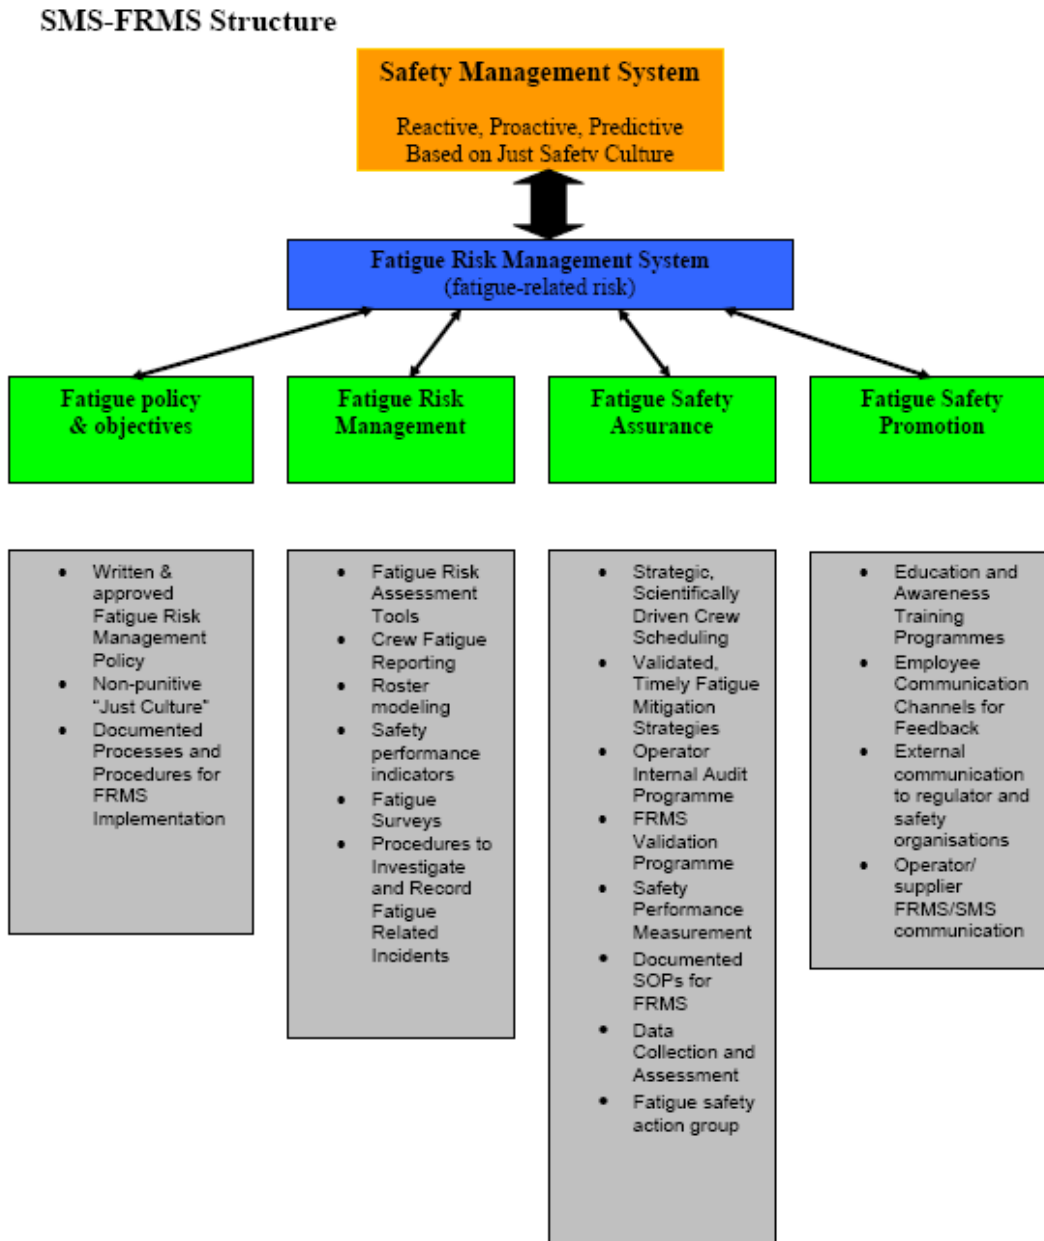 SMS-FRMS Structure
Safety Management System
Reactive, Proactive, Predictive
Based on Just Safety Culture
Fatigue Risk Management System
(fatigue-related risk)
Fatigue policy
& objectives
Fatigue Risk
Management
Fatigue Safety
Assurance
Fatigue Safety
Promotion
• Written &
approved
Fatigue Risk
Management
Policy
• Non-punitive
“Just Culture”
• Documented
Processes and
Procedures for
FRMS
Implementation
• Fatigue Risk
Assessment
Tools
• Crew Fatigue
Reporting
• Roster
modeling
• Safety
performance
indicators
• Fatigue
Surveys
• Procedures to
Investigate
and Record
Fatigue
Related
Incidents
• Strategic,
Scientifically
Driven Crew
Scheduling
• Validated,
Timely Fatigue
Mitigation
Strategies
• Operator
Internal Audit
Programme
• FRMS
Validation
Programme
• Safety
Performance
Measurement
• Documented
SOPs for
FRMS
• Data
Collection and
Assessment
• Fatigue safety
action group
• Education and
Awareness
Training
Programmes
• Employee
Communication
Channels for
Feedback
• External
communication
to regulator and
safety
organisations
• Operator/
supplier
FRMS/SMS
communication